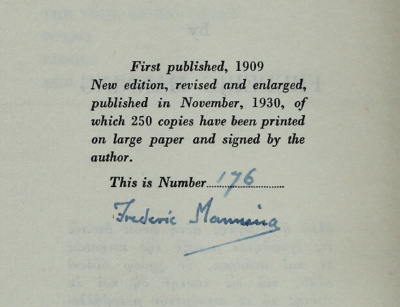 First published, 1909
New edition, revised and enlarged,
published in November, 1930, of
which 250 copies have been printed
on large paper and signed by the
author.
This is Number 176
Frederic Manning